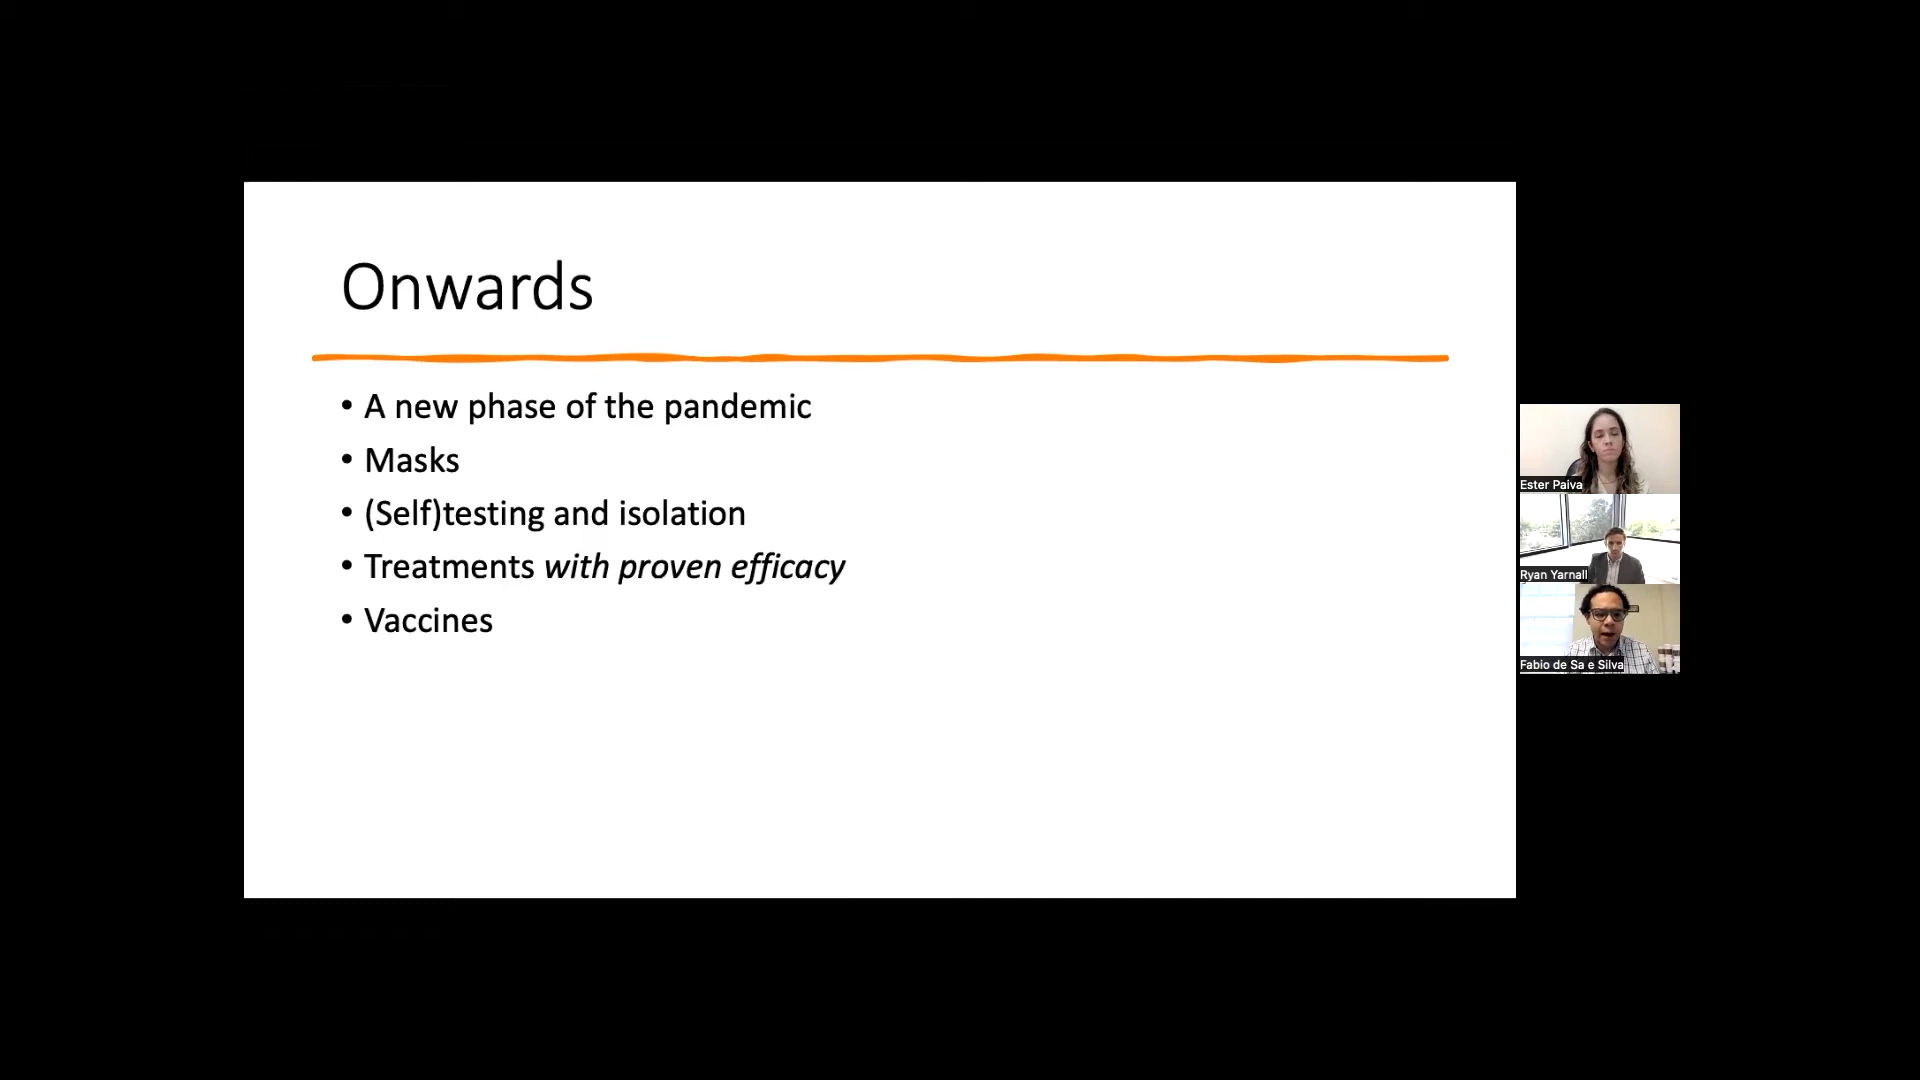 Onwards
• A new phase of the pandemic
• Masks
• (Self)testing and isolation
• Treatments with proven efficacy
• Vaccines
Ester Paiva
Ryan Yarnall
Fabio de Sa e Silva